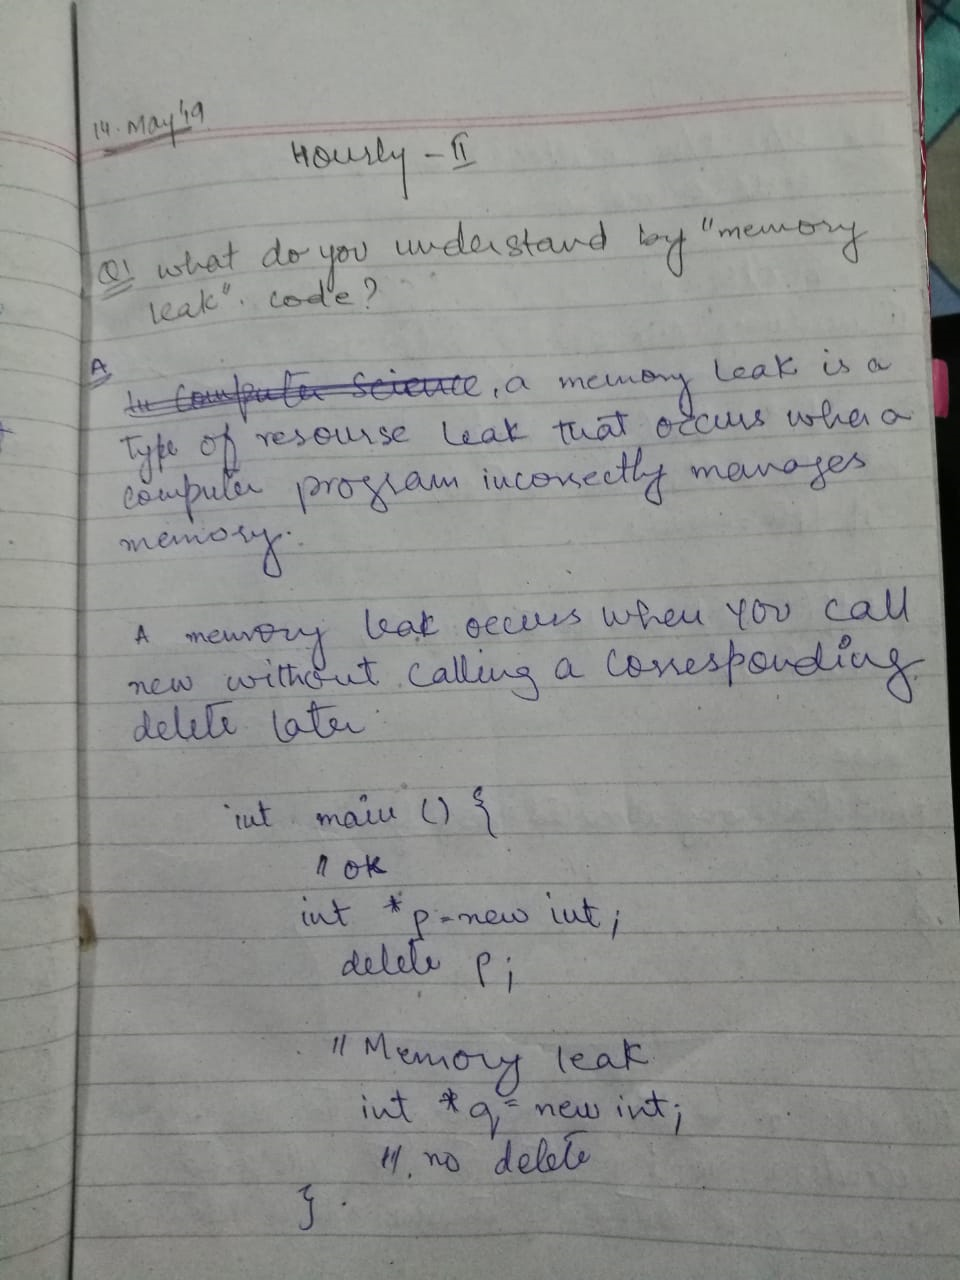 14. May'19
Hourly - II
Q1 what do you understand by "memory
leak". code?
A
In Computer Science, a memory leak is a
type of resourse leak that occurs when a
computer program incorrectly manages
memory.
A memory leak occurs when you call
new without calling a corresponding
delete later
int main () {
// ok
int *p = new int;
delete p;
// Memory leak
int *q = new int;
// no delete
}.